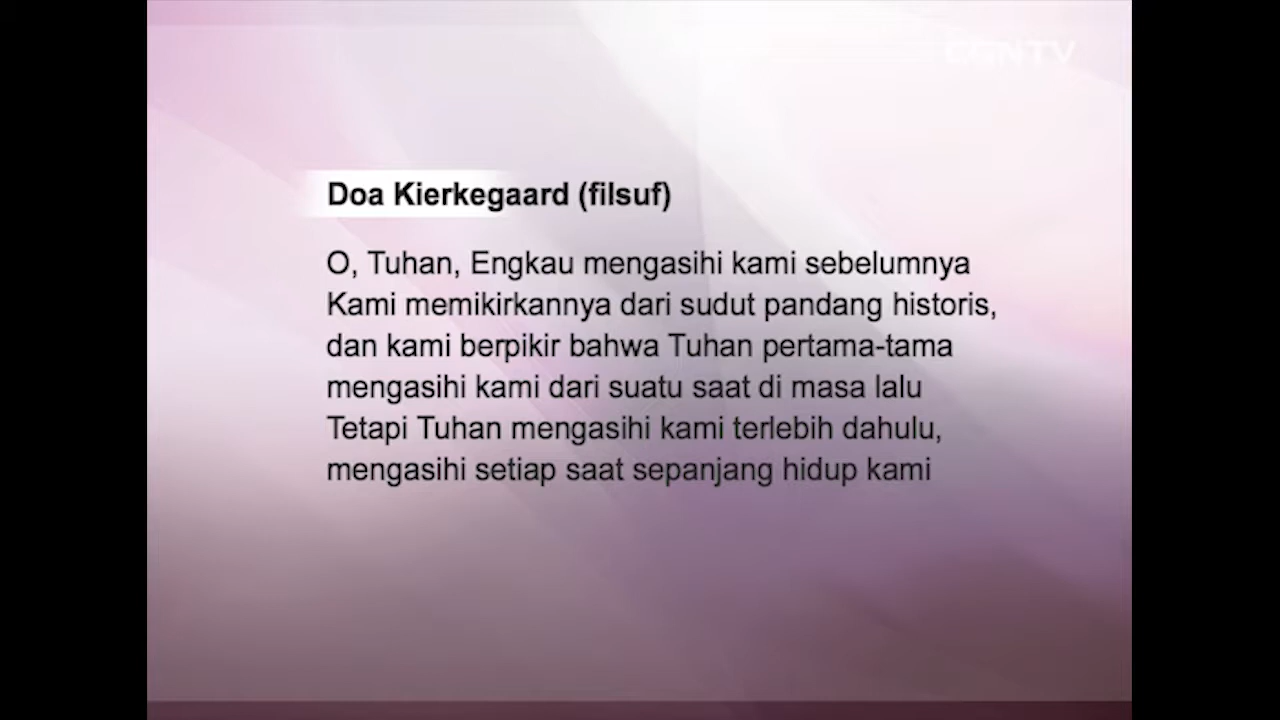 CGNTV
Doa Kierkegaard (filsuf)
O, Tuhan, Engkau mengasihi kami sebelumnya
Kami memikirkannya dari sudut pandang historis,
dan kami berpikir bahwa Tuhan pertama-tama
mengasihi kami dari suatu saat di masa lalu
Tetapi Tuhan mengasihi kami terlebih dahulu,
mengasihi setiap saat sepanjang hidup kami